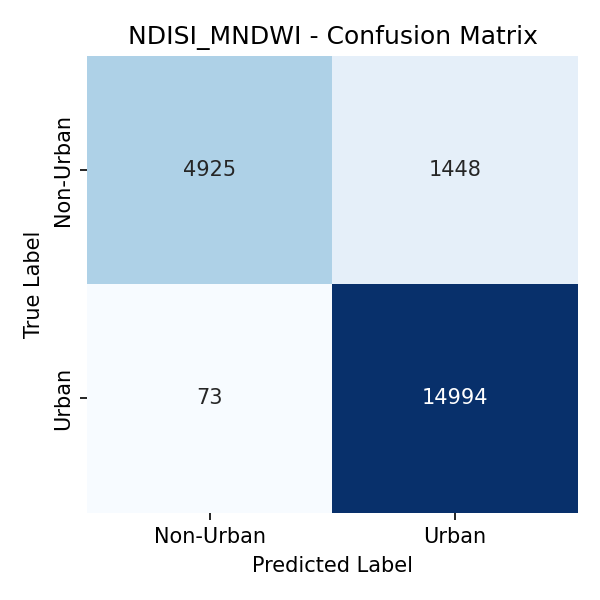 NDISI_MNDWI - Confusion Matrix
True Label
Non-Urban
4925
1448
Urban
73
14994
Non-Urban
Urban
Predicted Label